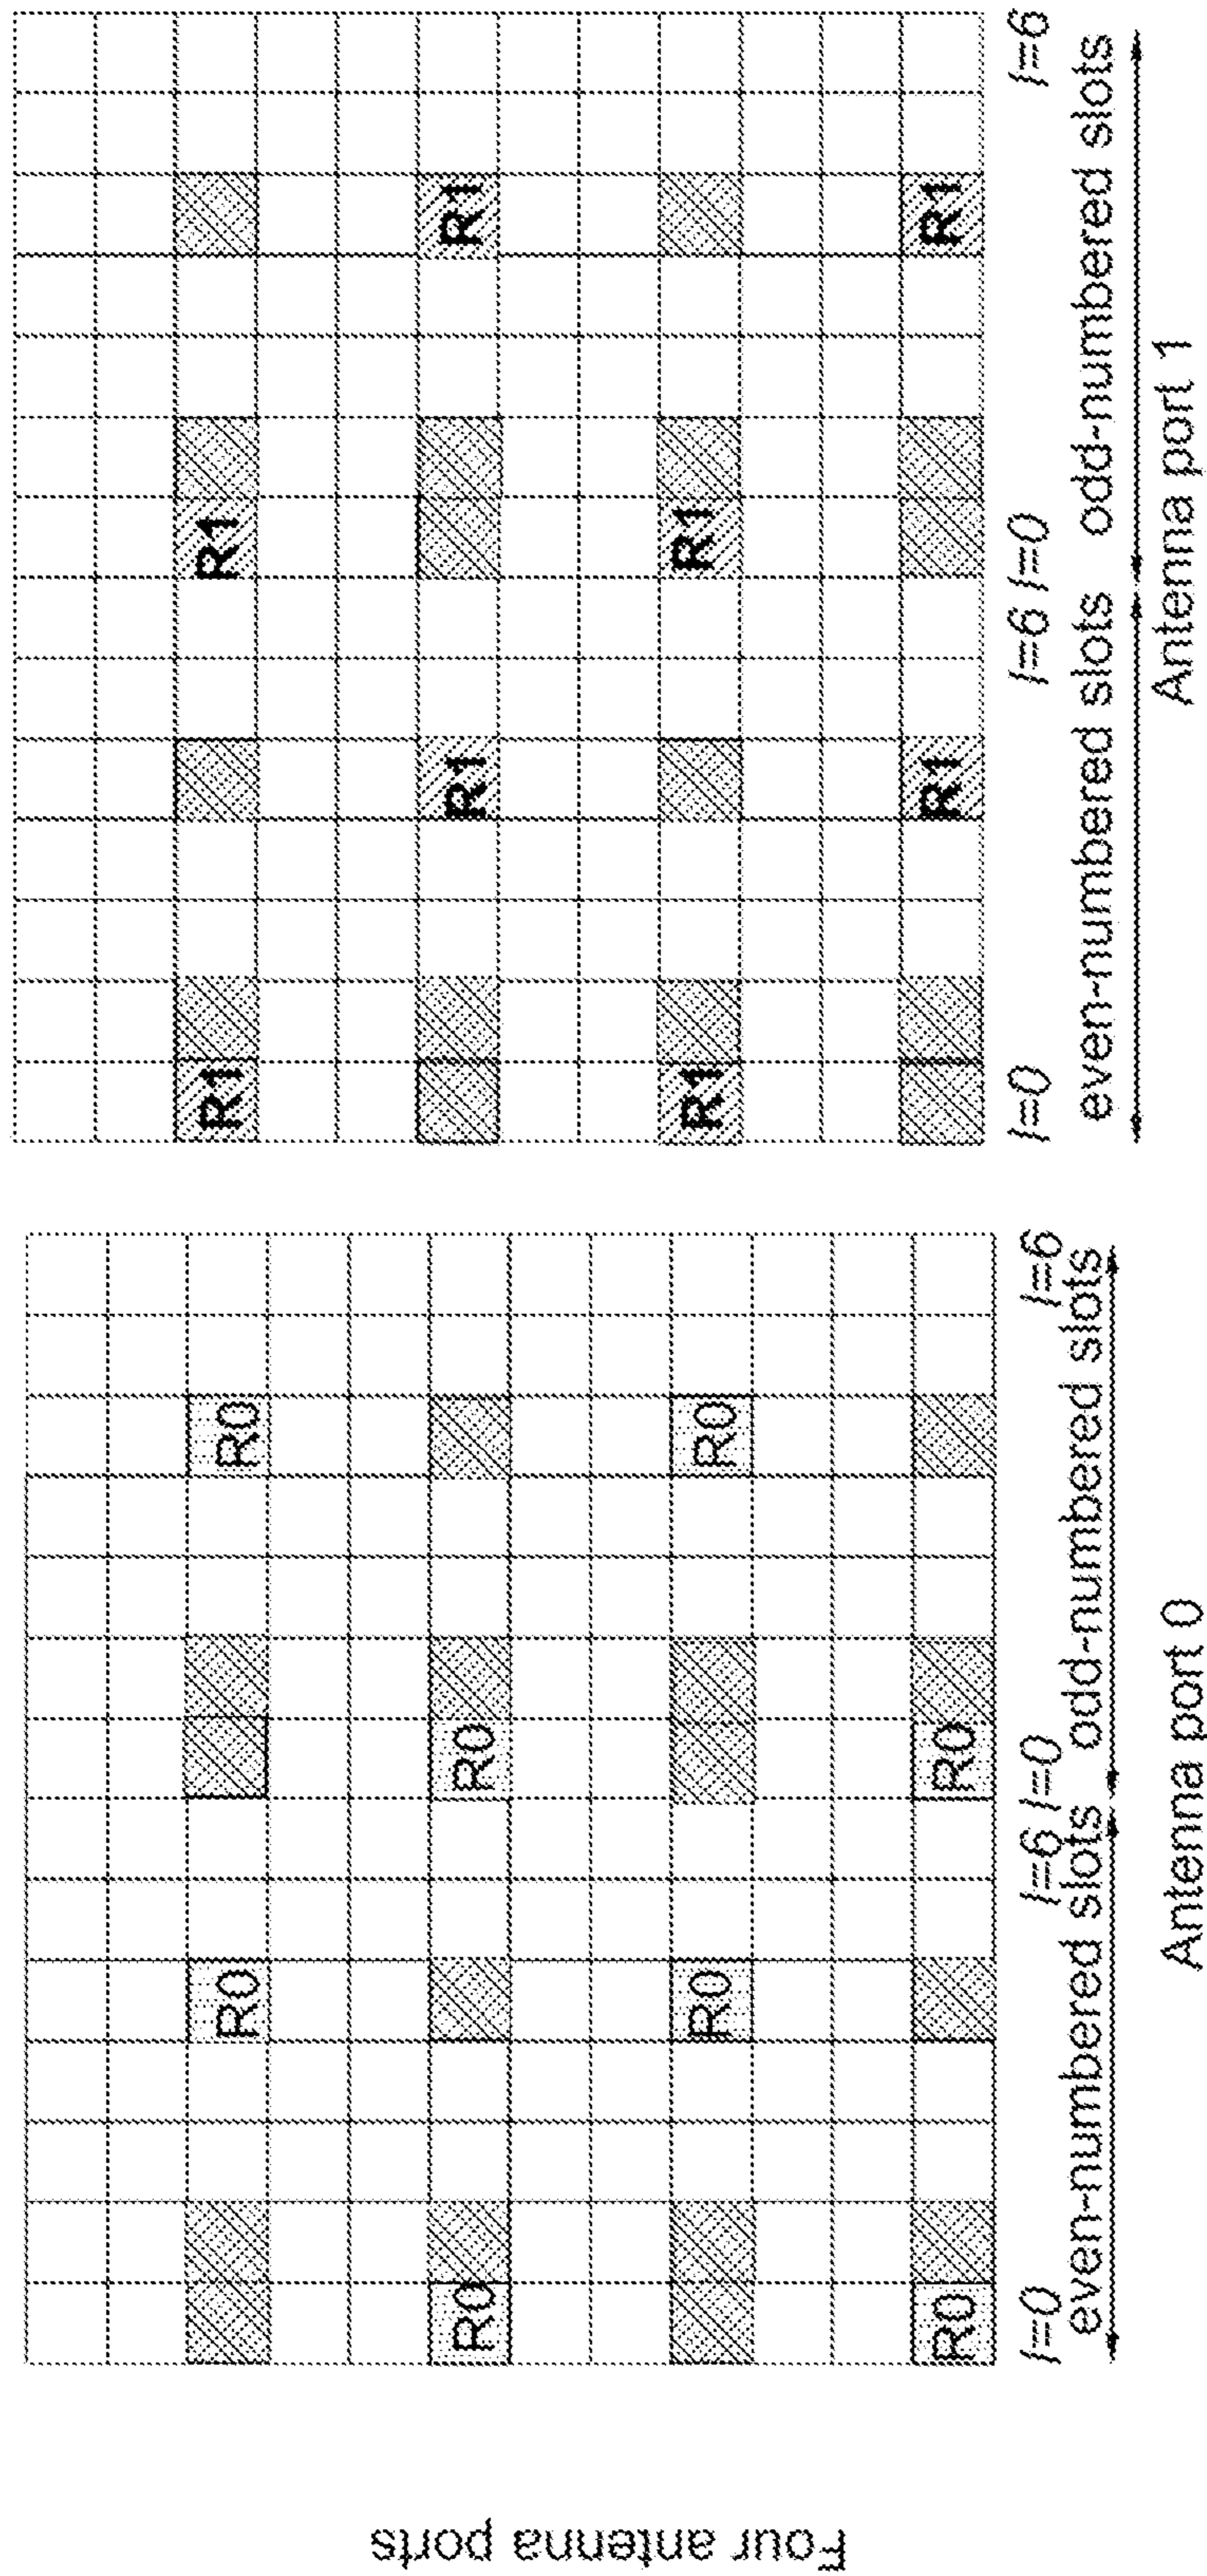 Four antenna ports
R0 R0
R0 R0
R0 R0
R0 R0
l=0 l=6 l=0 l=6
even-numbered slots odd-numbered slots
Antenna port 0
R1 R1
R1 R1
R1 R1
R1 R1
l=0 l=6 l=0 l=6
even-numbered slots odd-numbered slots
Antenna port 1